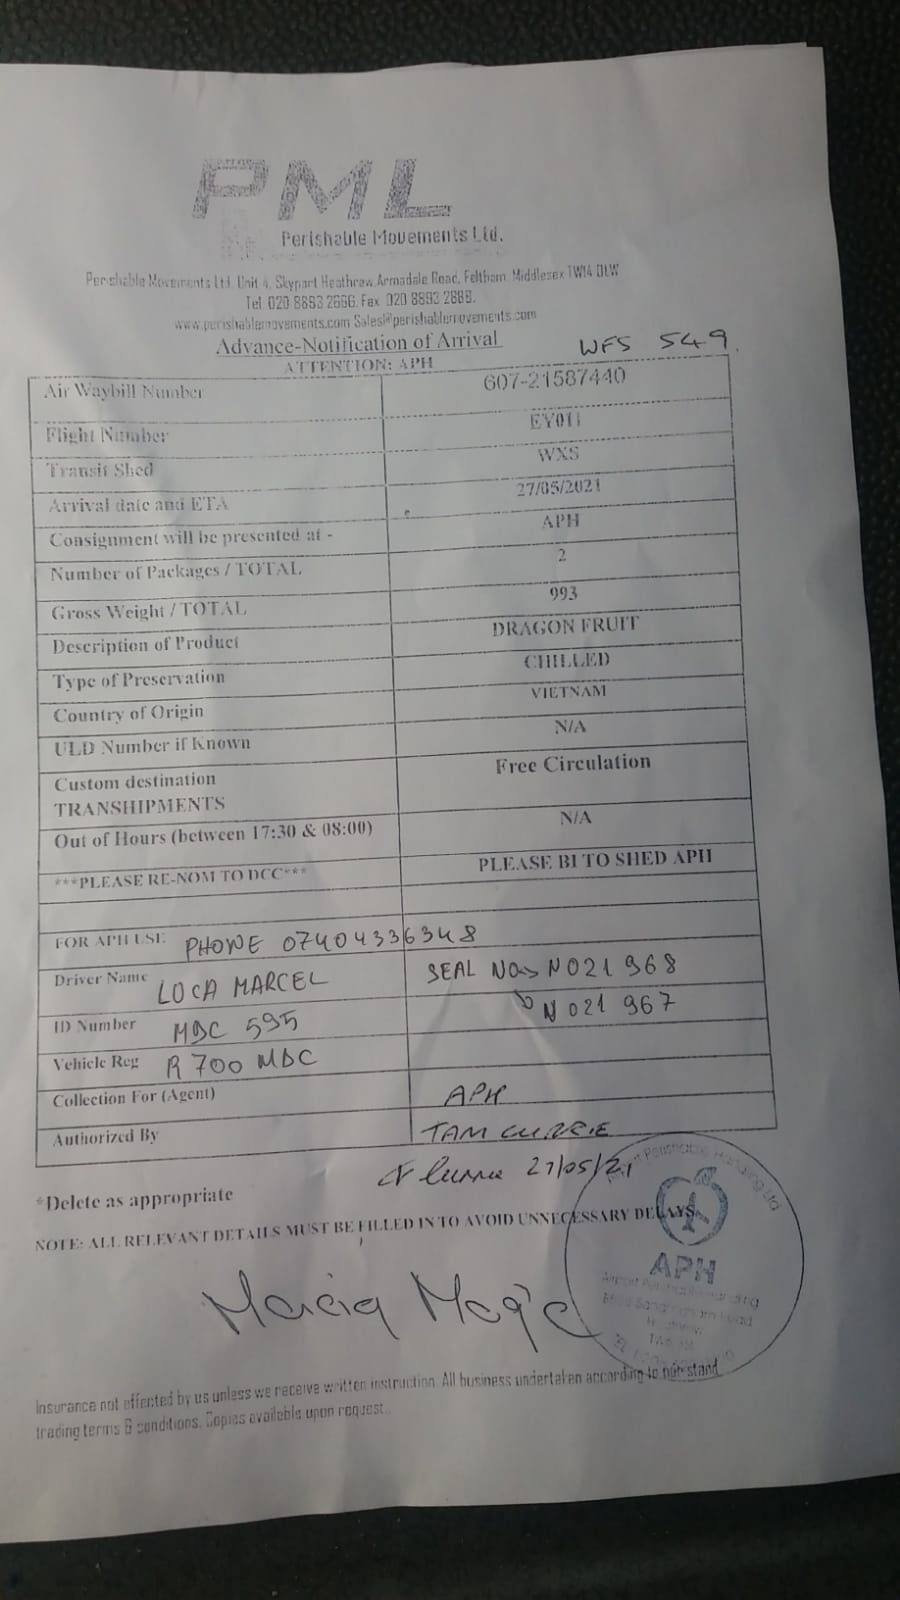 PML
Perishable Movements Ltd.
Perishable Movements Ltd. Unit 4, Skyport Heathrow, Armadale Road, Feltham, Middlesex TW14 0LW
Tel: 020 8893 2666. Fax: 020 8893 2888.
www.perishablemovements.com Sales@perishablemovements.com
Advance-Notification of Arrival
WFS 549
ATTENTION: APH
Air Waybill Number 607-21587440
Flight Number EY011
Transit Shed WXS
Arrival date and ETA 27/05/2021
Consignment will be presented at - APH
Number of Packages / TOTAL 2
Gross Weight / TOTAL 993
Description of Product DRAGON FRUIT
Type of Preservation CHILLED
Country of Origin VIETNAM
ULD Number if Known N/A
Custom destination Free Circulation
TRANSHIPMENTS
Out of Hours (between 17:30 & 08:00) N/A
***PLEASE RE-NOM TO DCC*** PLEASE BI TO SHED APH
FOR APH USE PHONE 07404336348
Driver Name LOCA MARCEL SEAL NOs NO21 968
NO21 967
ID Number MDC 595
Vehicle Reg R 700 MDC
Collection For (Agent) APH
Authorized By TAM CURRIE
27/05/21
*Delete as appropriate
NOTE: ALL RELEVANT DETAILS MUST BE FILLED IN TO AVOID UNNECESSARY DELAYS
Airport Perishable Handling Ltd
APH
Airport Perishable Handling
Heathrow
Insurance not effented by us unless we receive written instruction. All business undertaken according to our stand
trading terms & conditions. Copies available upon request.